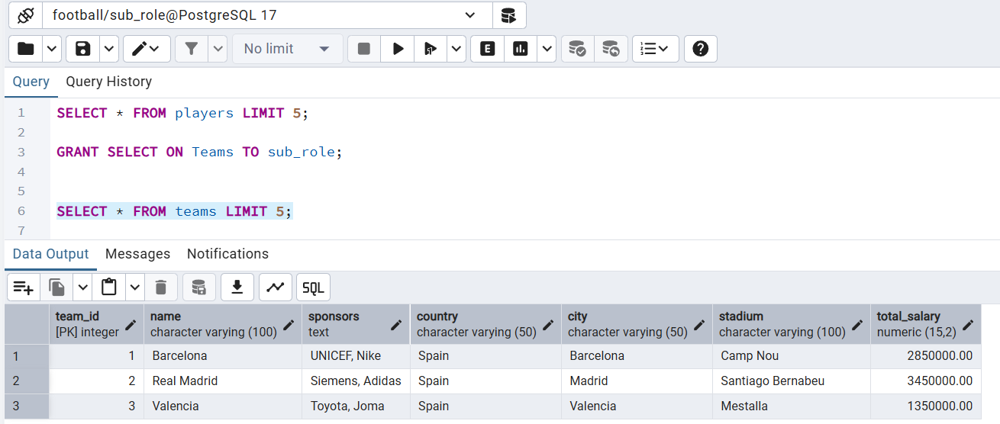 football/sub_role@PostgreSQL 17
No limit
E
Query Query History
1 SELECT * FROM players LIMIT 5;
2
3 GRANT SELECT ON Teams TO sub_role;
4
5
6 SELECT * FROM teams LIMIT 5;
7
Data Output Messages Notifications
SQL
team_id name sponsors country city stadium total_salary
[PK] integer character varying (100) text character varying (50) character varying (50) character varying (100) numeric (15,2)
1 1 Barcelona UNICEF, Nike Spain Barcelona Camp Nou 2850000.00
2 2 Real Madrid Siemens, Adidas Spain Madrid Santiago Bernabeu 3450000.00
3 3 Valencia Toyota, Joma Spain Valencia Mestalla 1350000.00